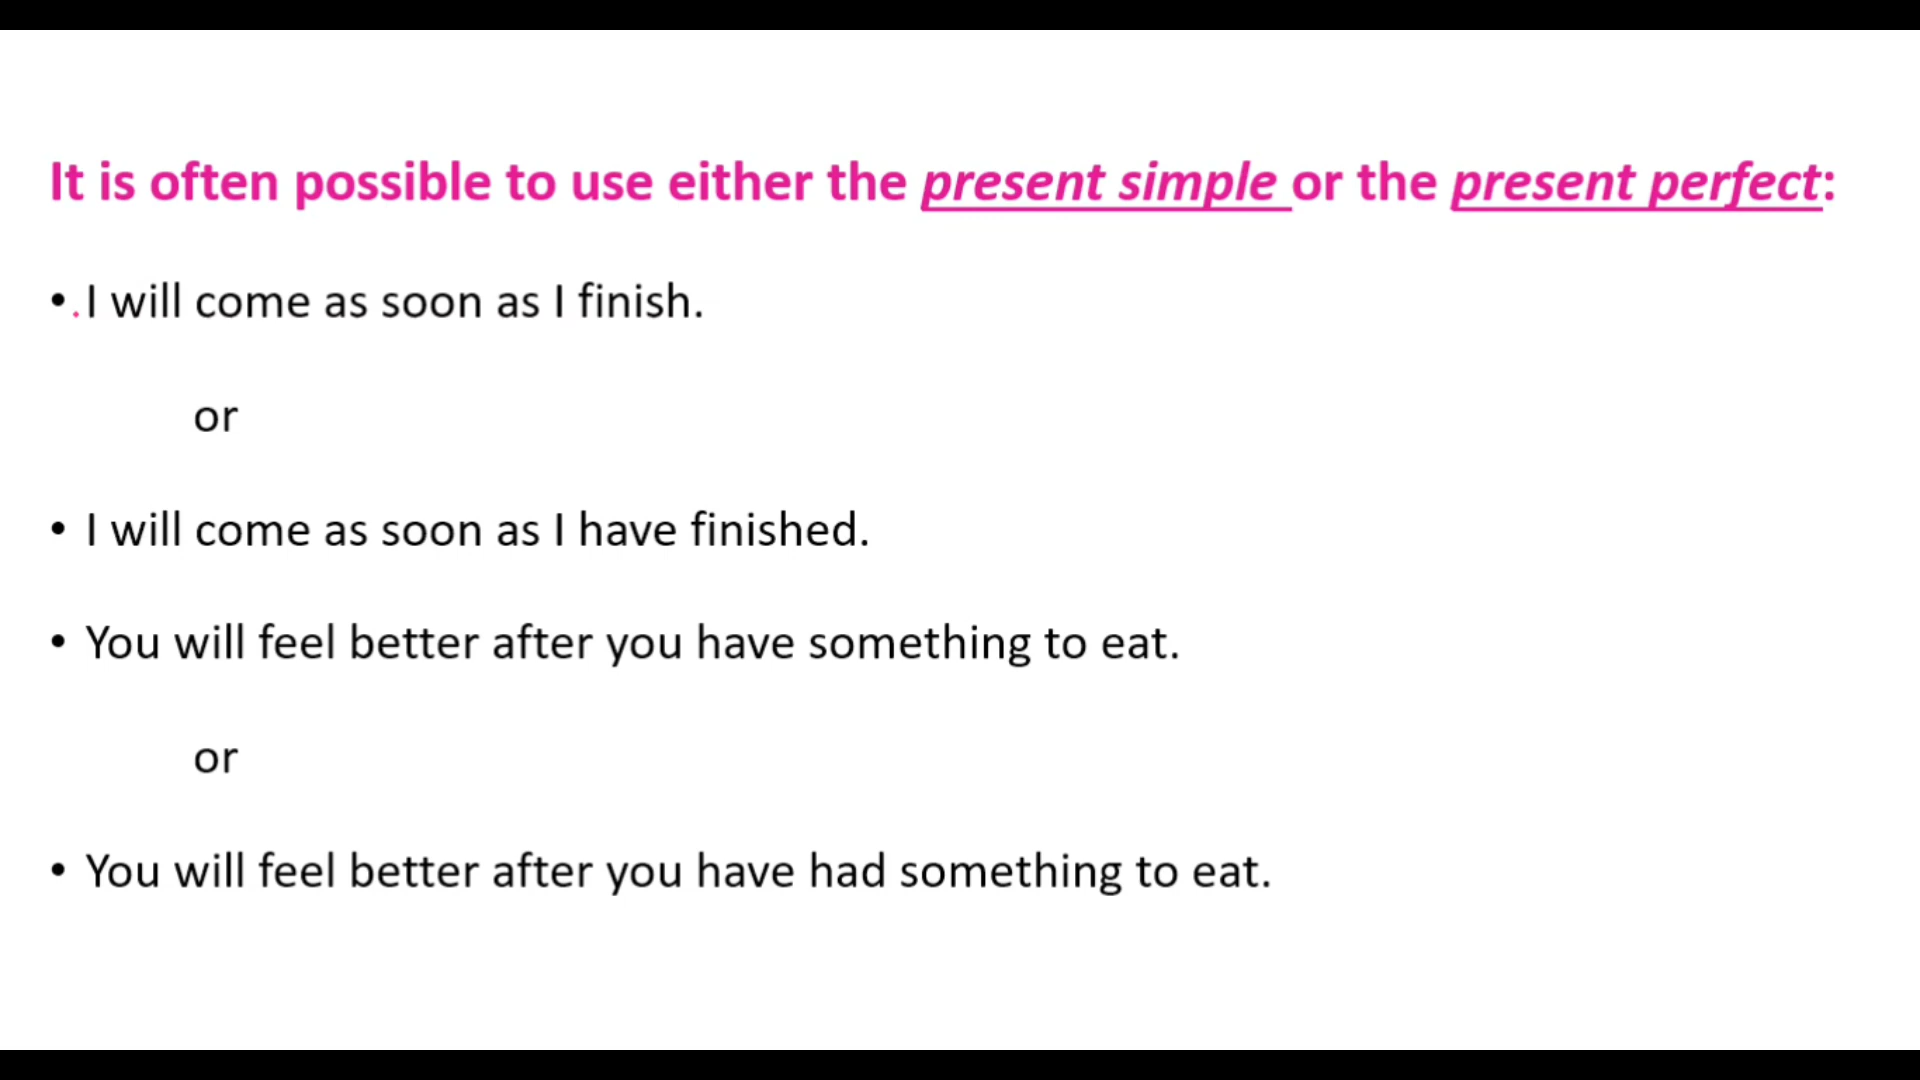 It is often possible to use either the present simple or the present perfect:
• .I will come as soon as I finish.
or
• I will come as soon as I have finished.
• You will feel better after you have something to eat.
or
• You will feel better after you have had something to eat.